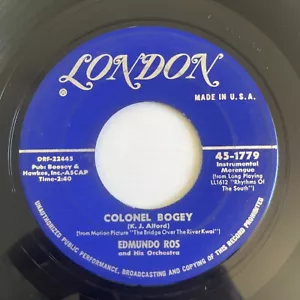 LONDON
®
MADE IN U.S.A.
ORF-22445
Pub: Boosey &
Hawkes, Inc.-ASCAP
Time-2:40
45-1779
Instrumental
Merengue
(from Long Playing
LL1612 "Rhythms Of
The South")
COLONEL BOGEY
(K. J. Alford)
(from Motion Picture "The Bridge Over The River Kwai")
EDMUNDO ROS
and His Orchestra
UNAUTHORIZED PUBLIC PERFORMANCE, BROADCASTING AND COPYING OF THIS RECORD PROHIBITED